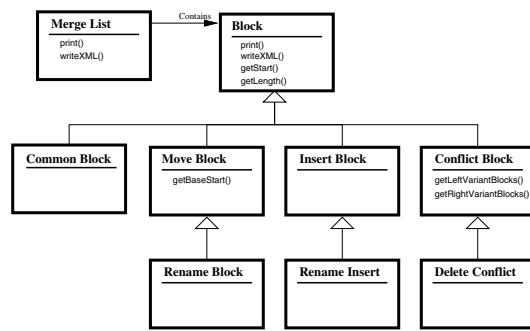 Merge List
print()
writeXML()
Contains
Block
print()
writeXML()
getStart()
getLength()
Common Block
Move Block
getBaseStart()
Insert Block
Conflict Block
getLeftVariantBlocks()
getRightVariantBlocks()
Rename Block
Rename Insert
Delete Conflict